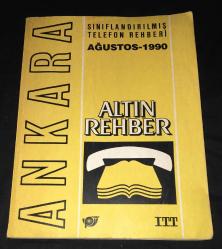 ANKARA
SINIFLANDIRILMIŞ
TELEFON REHBERİ
AĞUSTOS-1990
ALTIN
REHBER
ITT